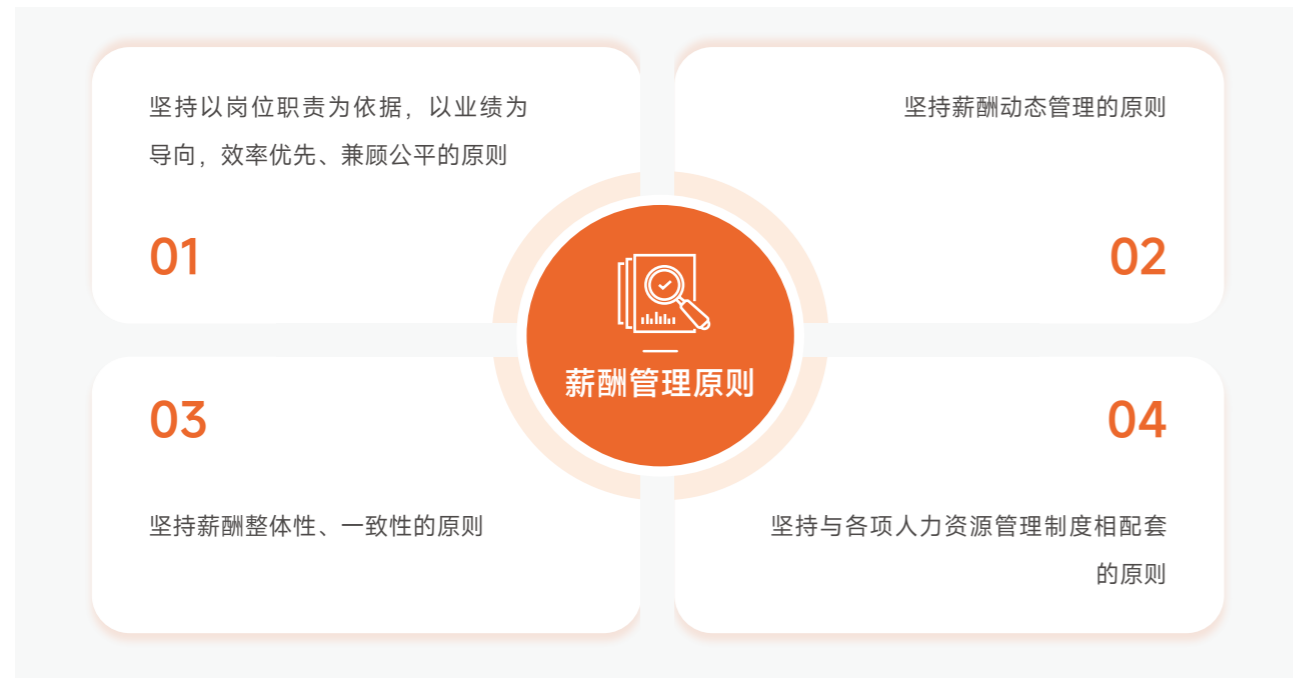 坚持以岗位职责为依据，以业绩为
导向，效率优先、兼顾公平的原则
01
坚持薪酬动态管理的原则
02
薪酬管理原则
03
坚持薪酬整体性、一致性的原则
04
坚持与各项人力资源管理制度相配套
的原则